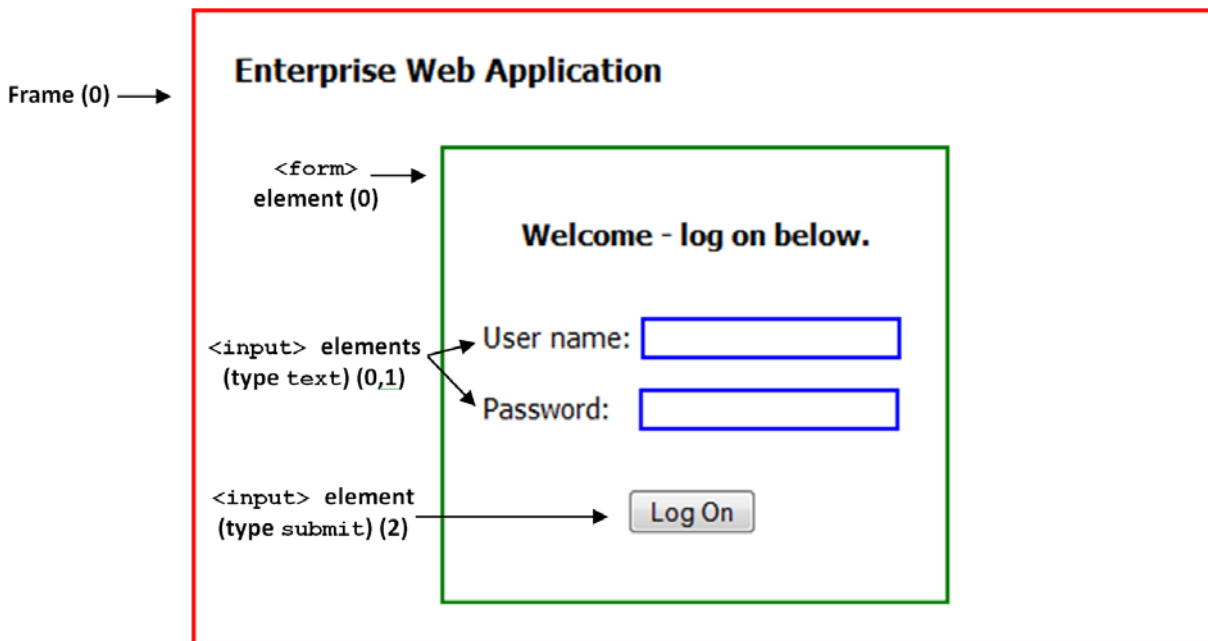 Enterprise Web Application
Frame (0)
<form>
element (0)
Welcome - log on below.
<input> elements
(type text) (0,1)
User name:
Password:
<input> element
(type submit) (2)
Log On